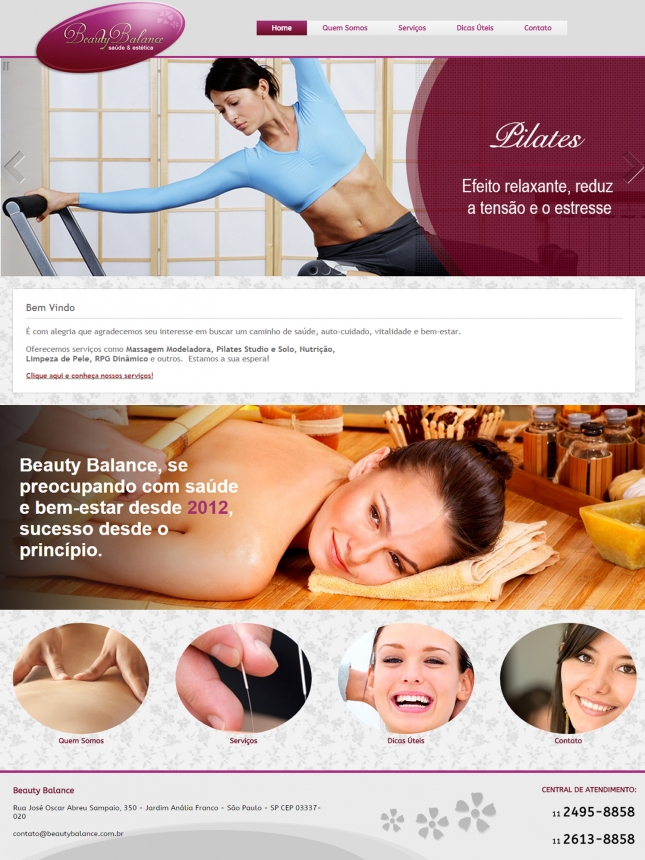 Beauty Balance
saúde & estética
Home
Quem Somos
Serviços
Dicas Úteis
Contato
Pilates
Efeito relaxante, reduz
a tensão e o estresse
Bem Vindo
É com alegria que agradecemos seu interesse em buscar um caminho de saúde, auto-cuidado, vitalidade e bem-estar.
Oferecemos serviços como Massagem Modeladora, Pilates Studio e Solo, Nutrição,
Limpeza de Pele, RPG Dinâmico e outros. Estamos a sua espera!
Clique aqui e conheça nossos serviços!
Beauty Balance, se
preocupando com saúde
e bem-estar desde 2012,
sucesso desde o
princípio.
Quem Somos
Serviços
Dicas Úteis
Contato
Beauty Balance
Rua José Oscar Abreu Sampaio, 350 - Jardim Anália Franco - São Paulo - SP CEP 03337-
020
contato@beautybalance.com.br
CENTRAL DE ATENDIMENTO:
11 2495-8858
11 2613-8858